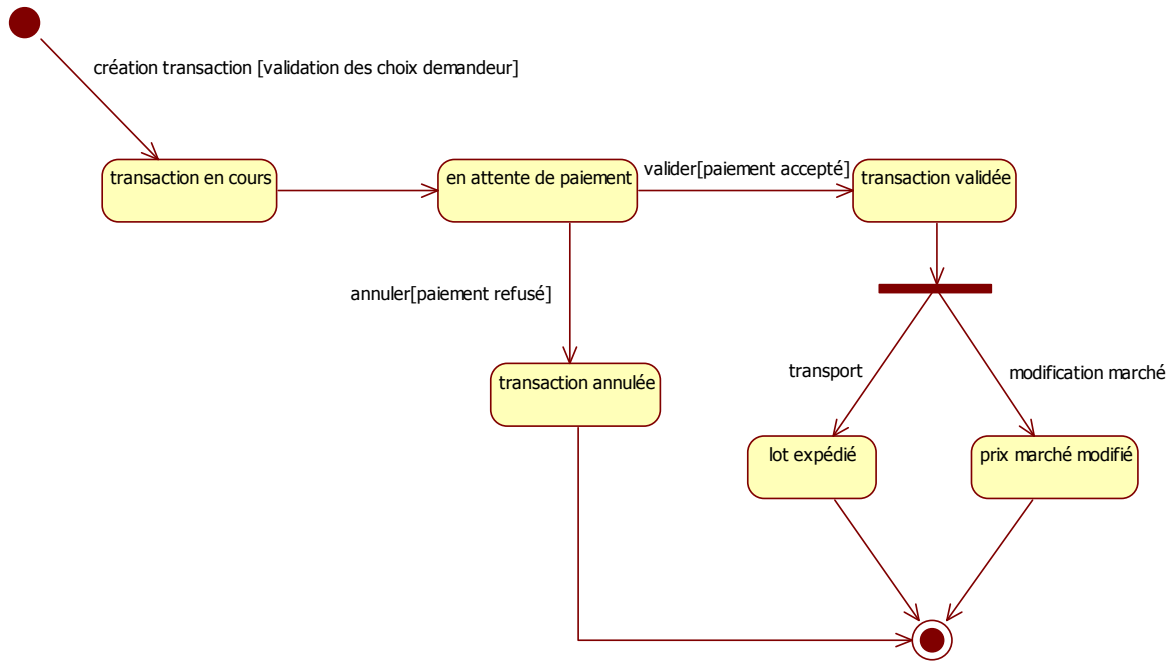 création transaction [validation des choix demandeur]
transaction en cours
en attente de paiement
valider[paiement accepté]
transaction validée
annuler[paiement refusé]
transaction annulée
transport
modification marché
lot expédié
prix marché modifié